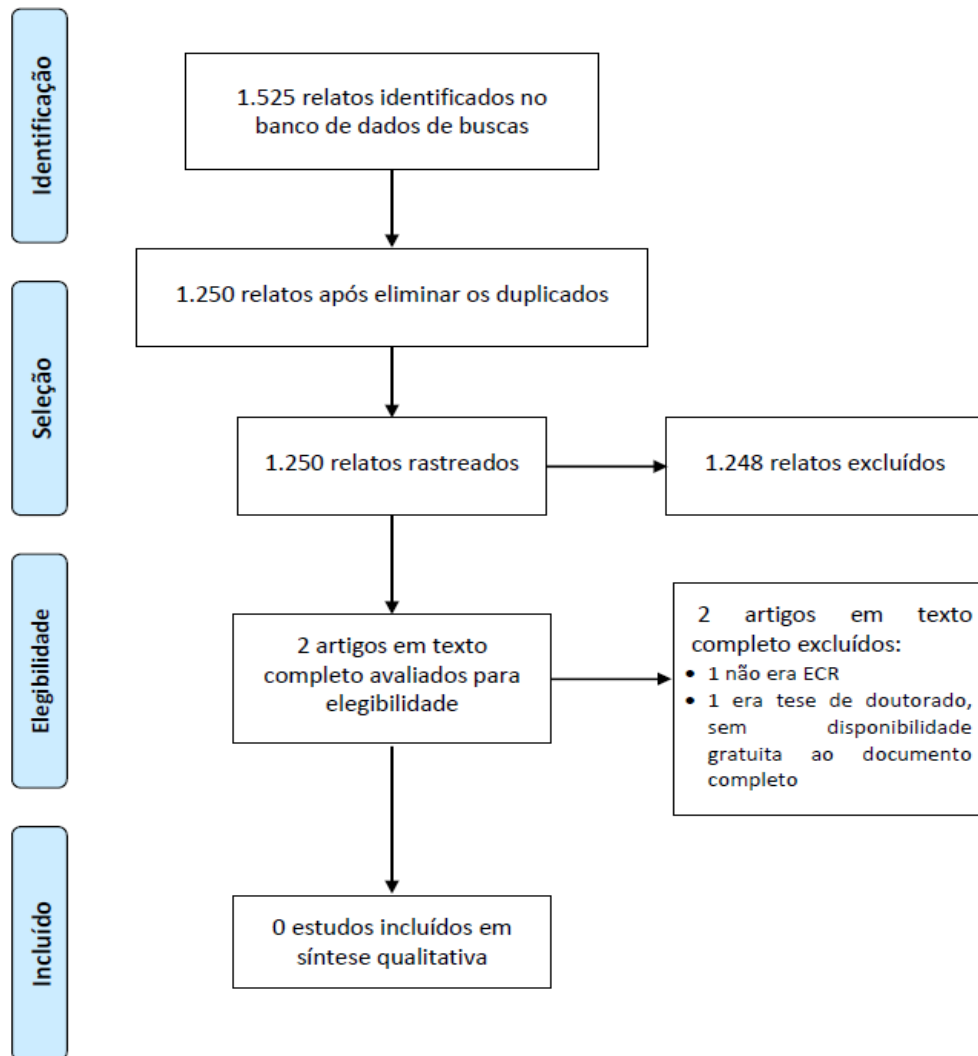 Identificação
1.525 relatos identificados no
banco de dados de buscas
1.250 relatos após eliminar os duplicados
Seleção
1.250 relatos rastreados
1.248 relatos excluídos
Elegibilidade
2 artigos em texto
completo avaliados para
elegibilidade
2 artigos em texto
completo excluídos:
• 1 não era ECR
• 1 era tese de doutorado,
sem disponibilidade
gratuita ao documento
completo
Incluído
0 estudos incluídos em
síntese qualitativa